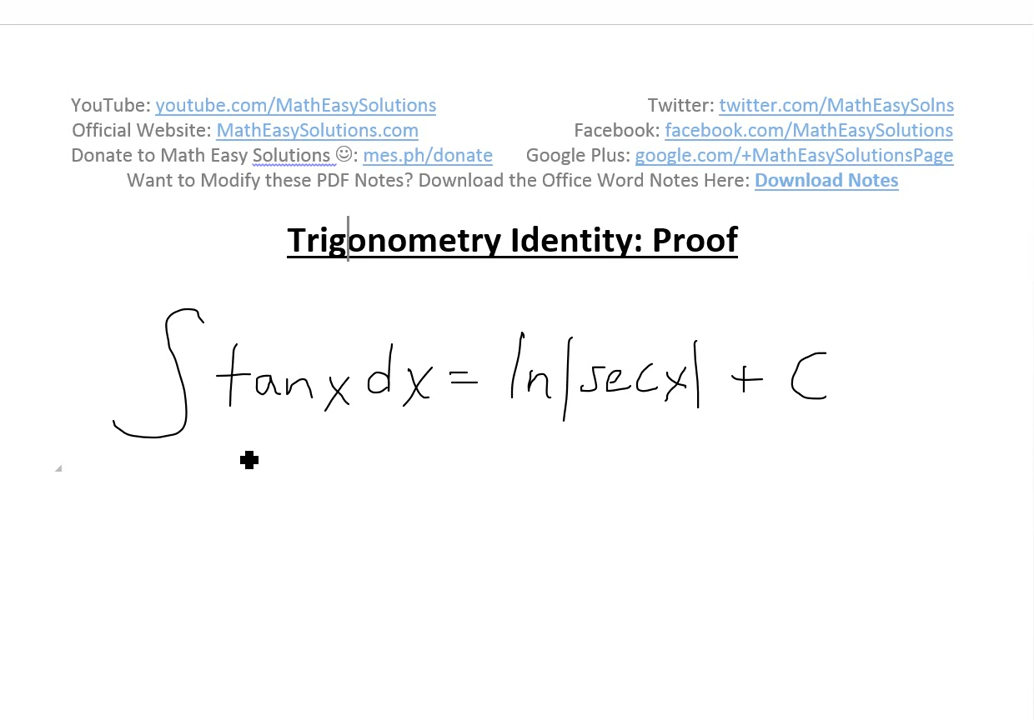 YouTube: youtube.com/MathEasySolutions Twitter: twitter.com/MathEasySolns
Official Website: MathEasySolutions.com Facebook: facebook.com/MathEasySolutions
Donate to Math Easy Solutions ☺: mes.ph/donate Google Plus: google.com/+MathEasySolutionsPage
Want to Modify these PDF Notes? Download the Office Word Notes Here: Download Notes
Trigonometry Identity: Proof
∫ tan x dx = ln|sec x| + C